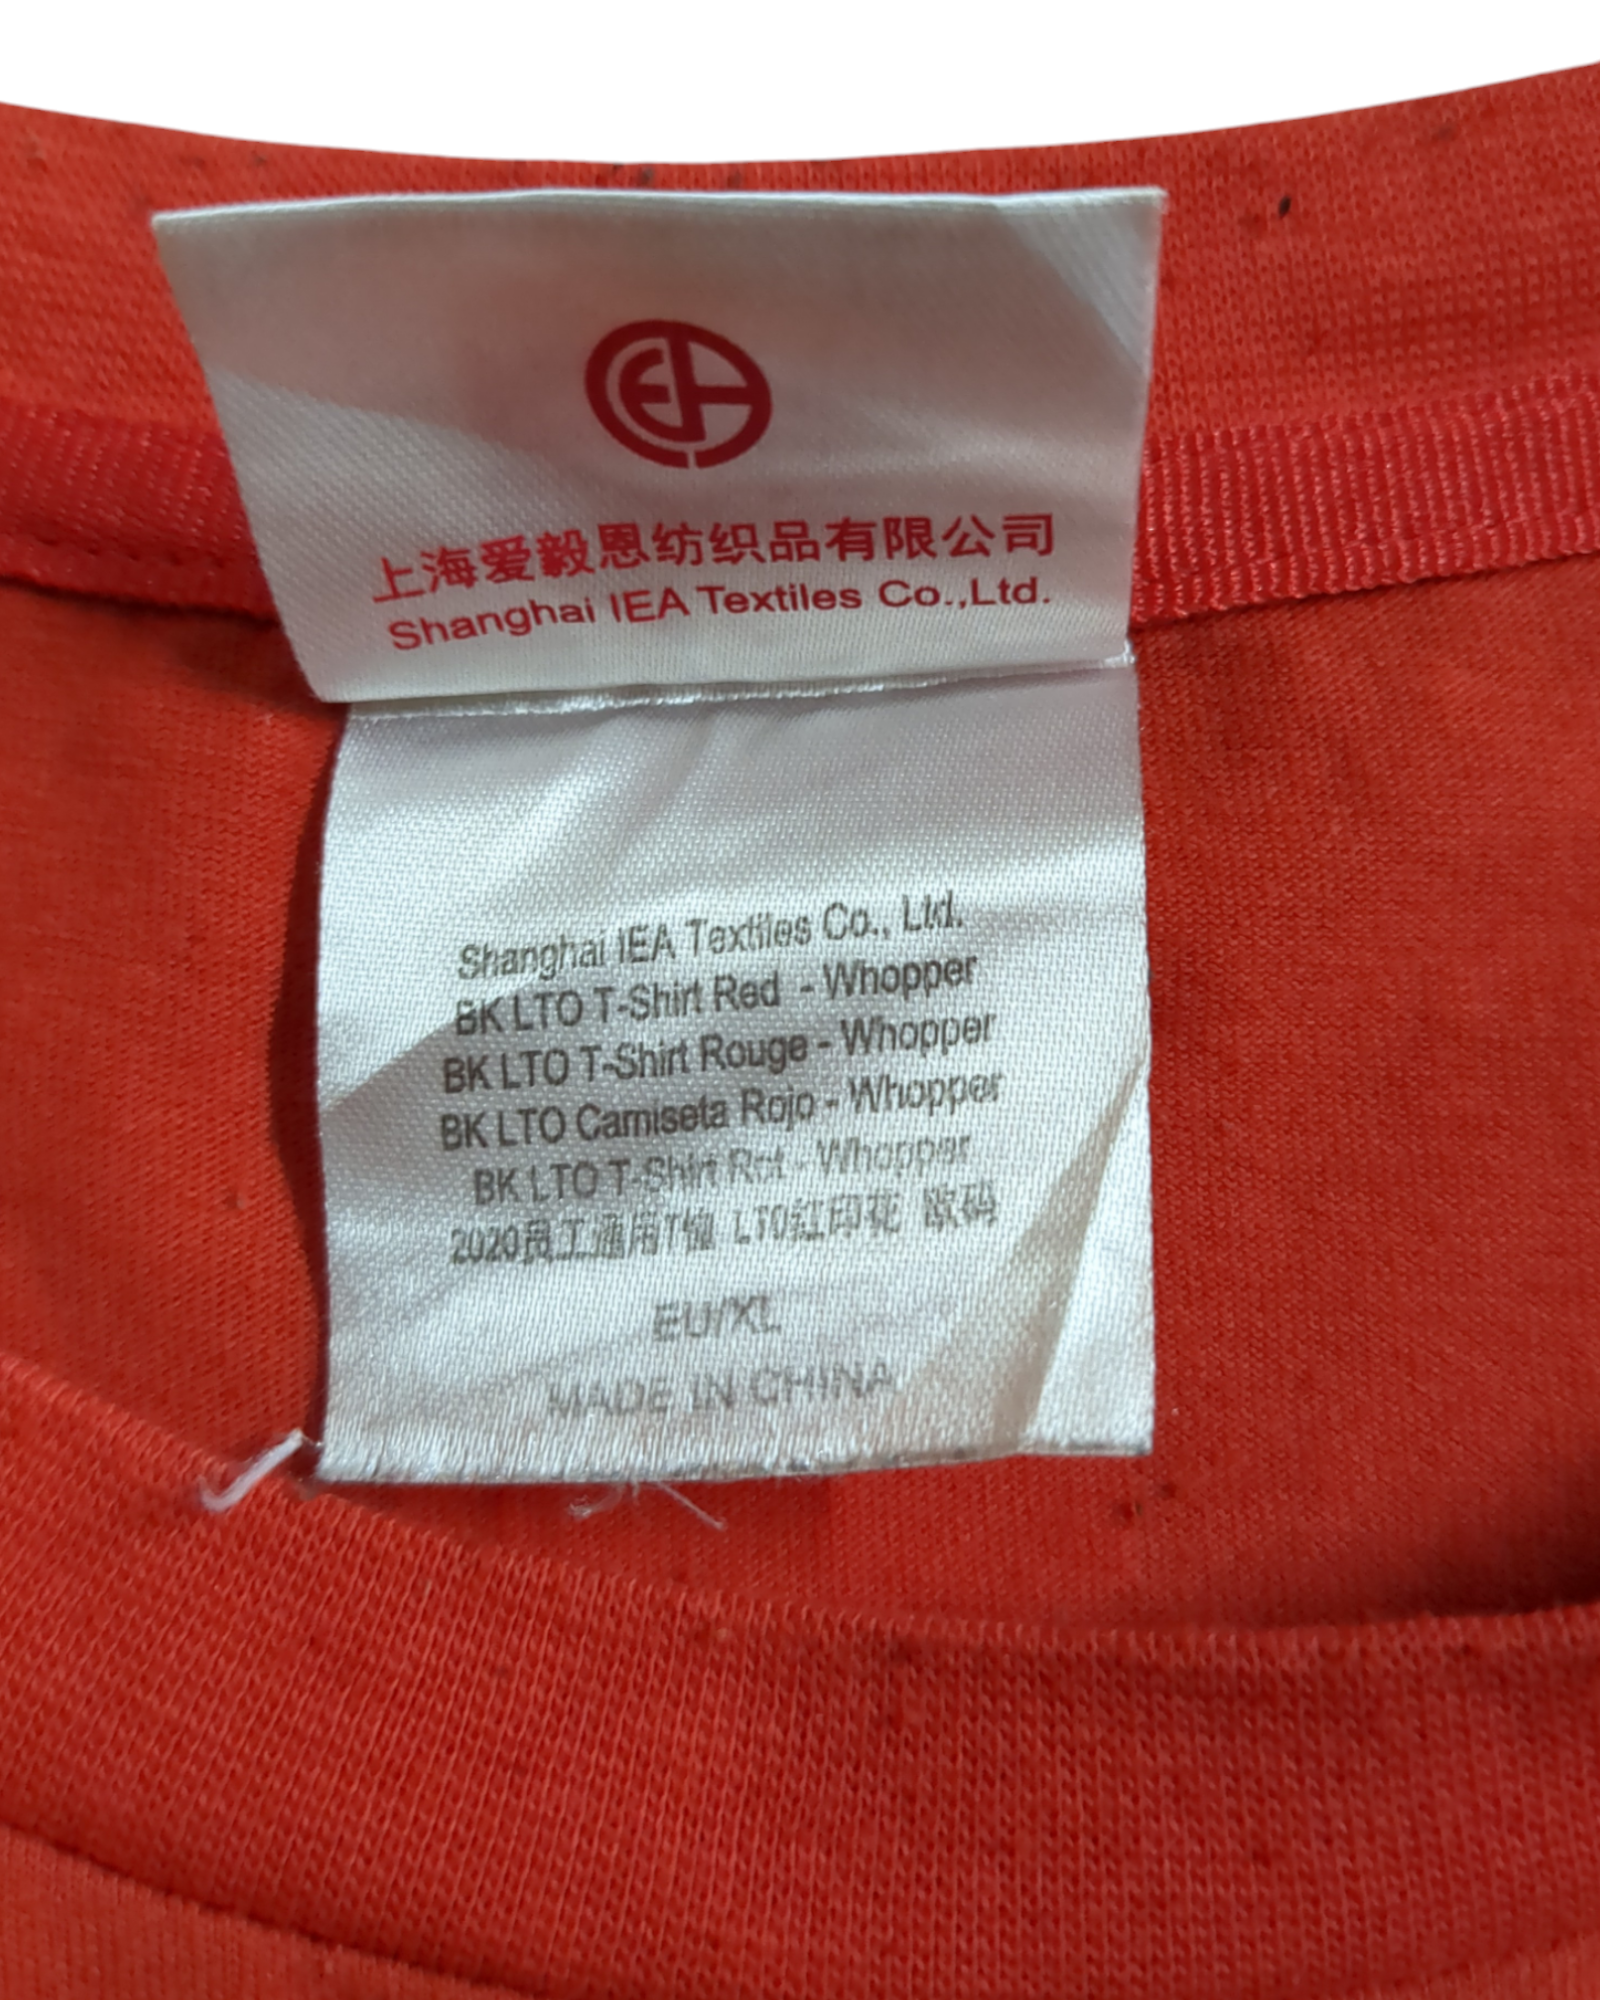 上海爱毅恩纺织品有限公司
Shanghai IEA Textiles Co.,Ltd.
Shanghai IEA Textiles Co., Ltd.
BK LTO T-Shirt Red - Whopper
BK LTO T-Shirt Rouge - Whopper
BK LTO Camiseta Rojo - Whopper
BK LTO T-Shirt Rot - Whopper
2020员工通用T恤 LTO红印花 欧码
EU/XL
MADE IN CHINA